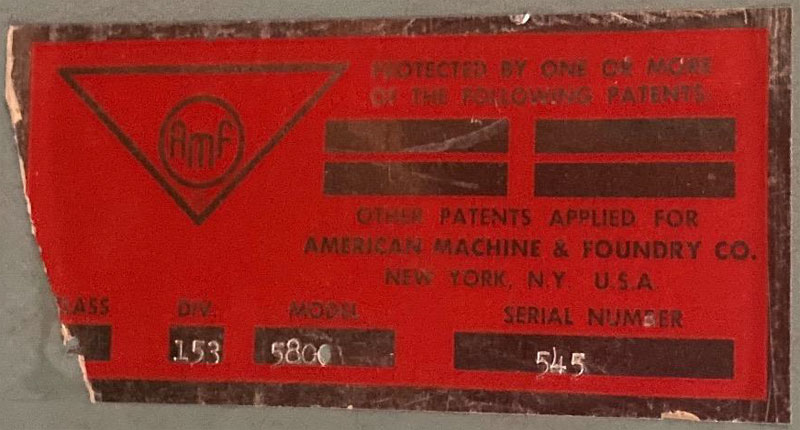 AMF
PROTECTED BY ONE OR MORE
OF THE FOLLOWING PATENTS
OTHER PATENTS APPLIED FOR
AMERICAN MACHINE & FOUNDRY CO.
NEW YORK, N.Y. U.S.A.
DIV. MODEL SERIAL NUMBER
153 5800 545